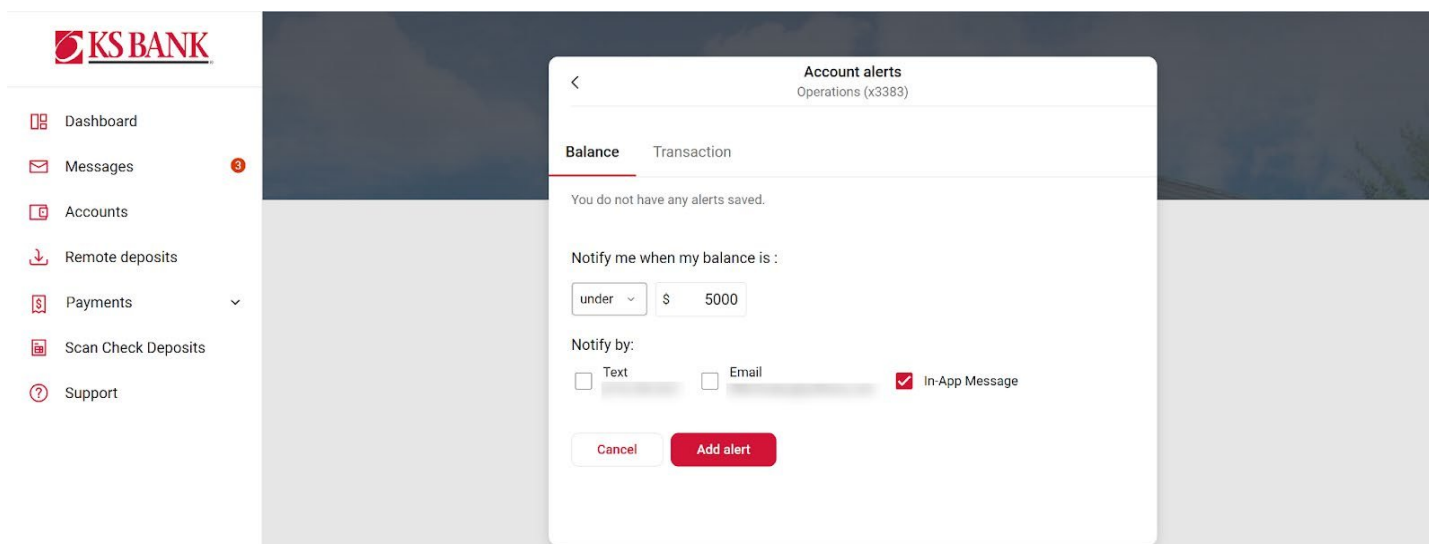 KS BANK
Dashboard
Messages 3
Accounts
Remote deposits
Payments
Scan Check Deposits
Support
Account alerts
Operations (x3383)
Balance Transaction
You do not have any alerts saved.
Notify me when my balance is :
under $ 5000
Notify by:
Text Email In-App Message
Cancel Add alert